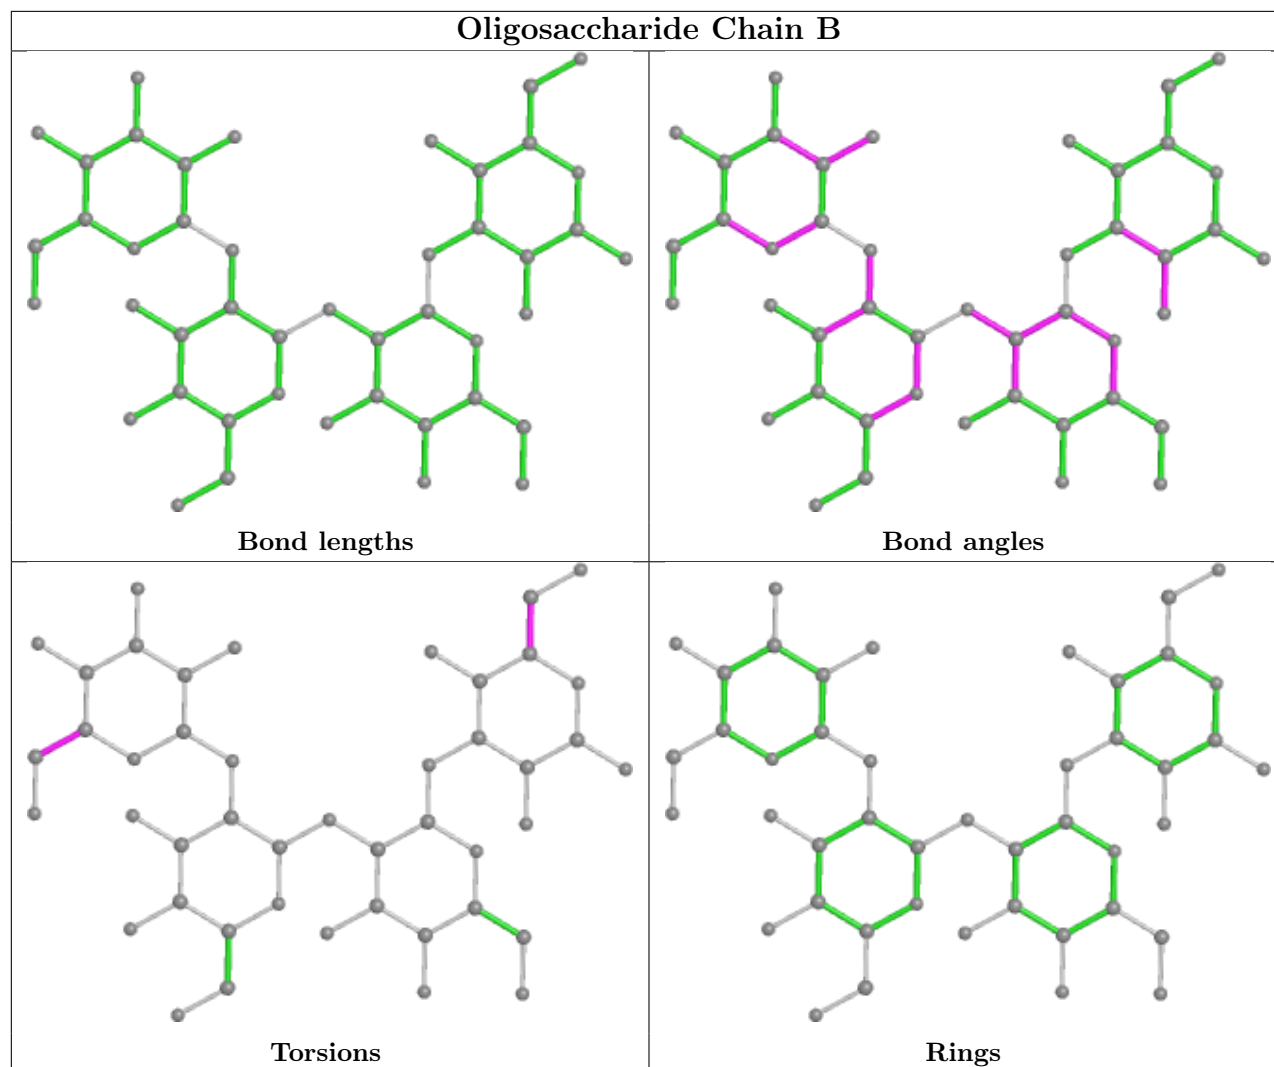 Oligosaccharide Chain B
Bond lengths
Bond angles
Torsions
Rings